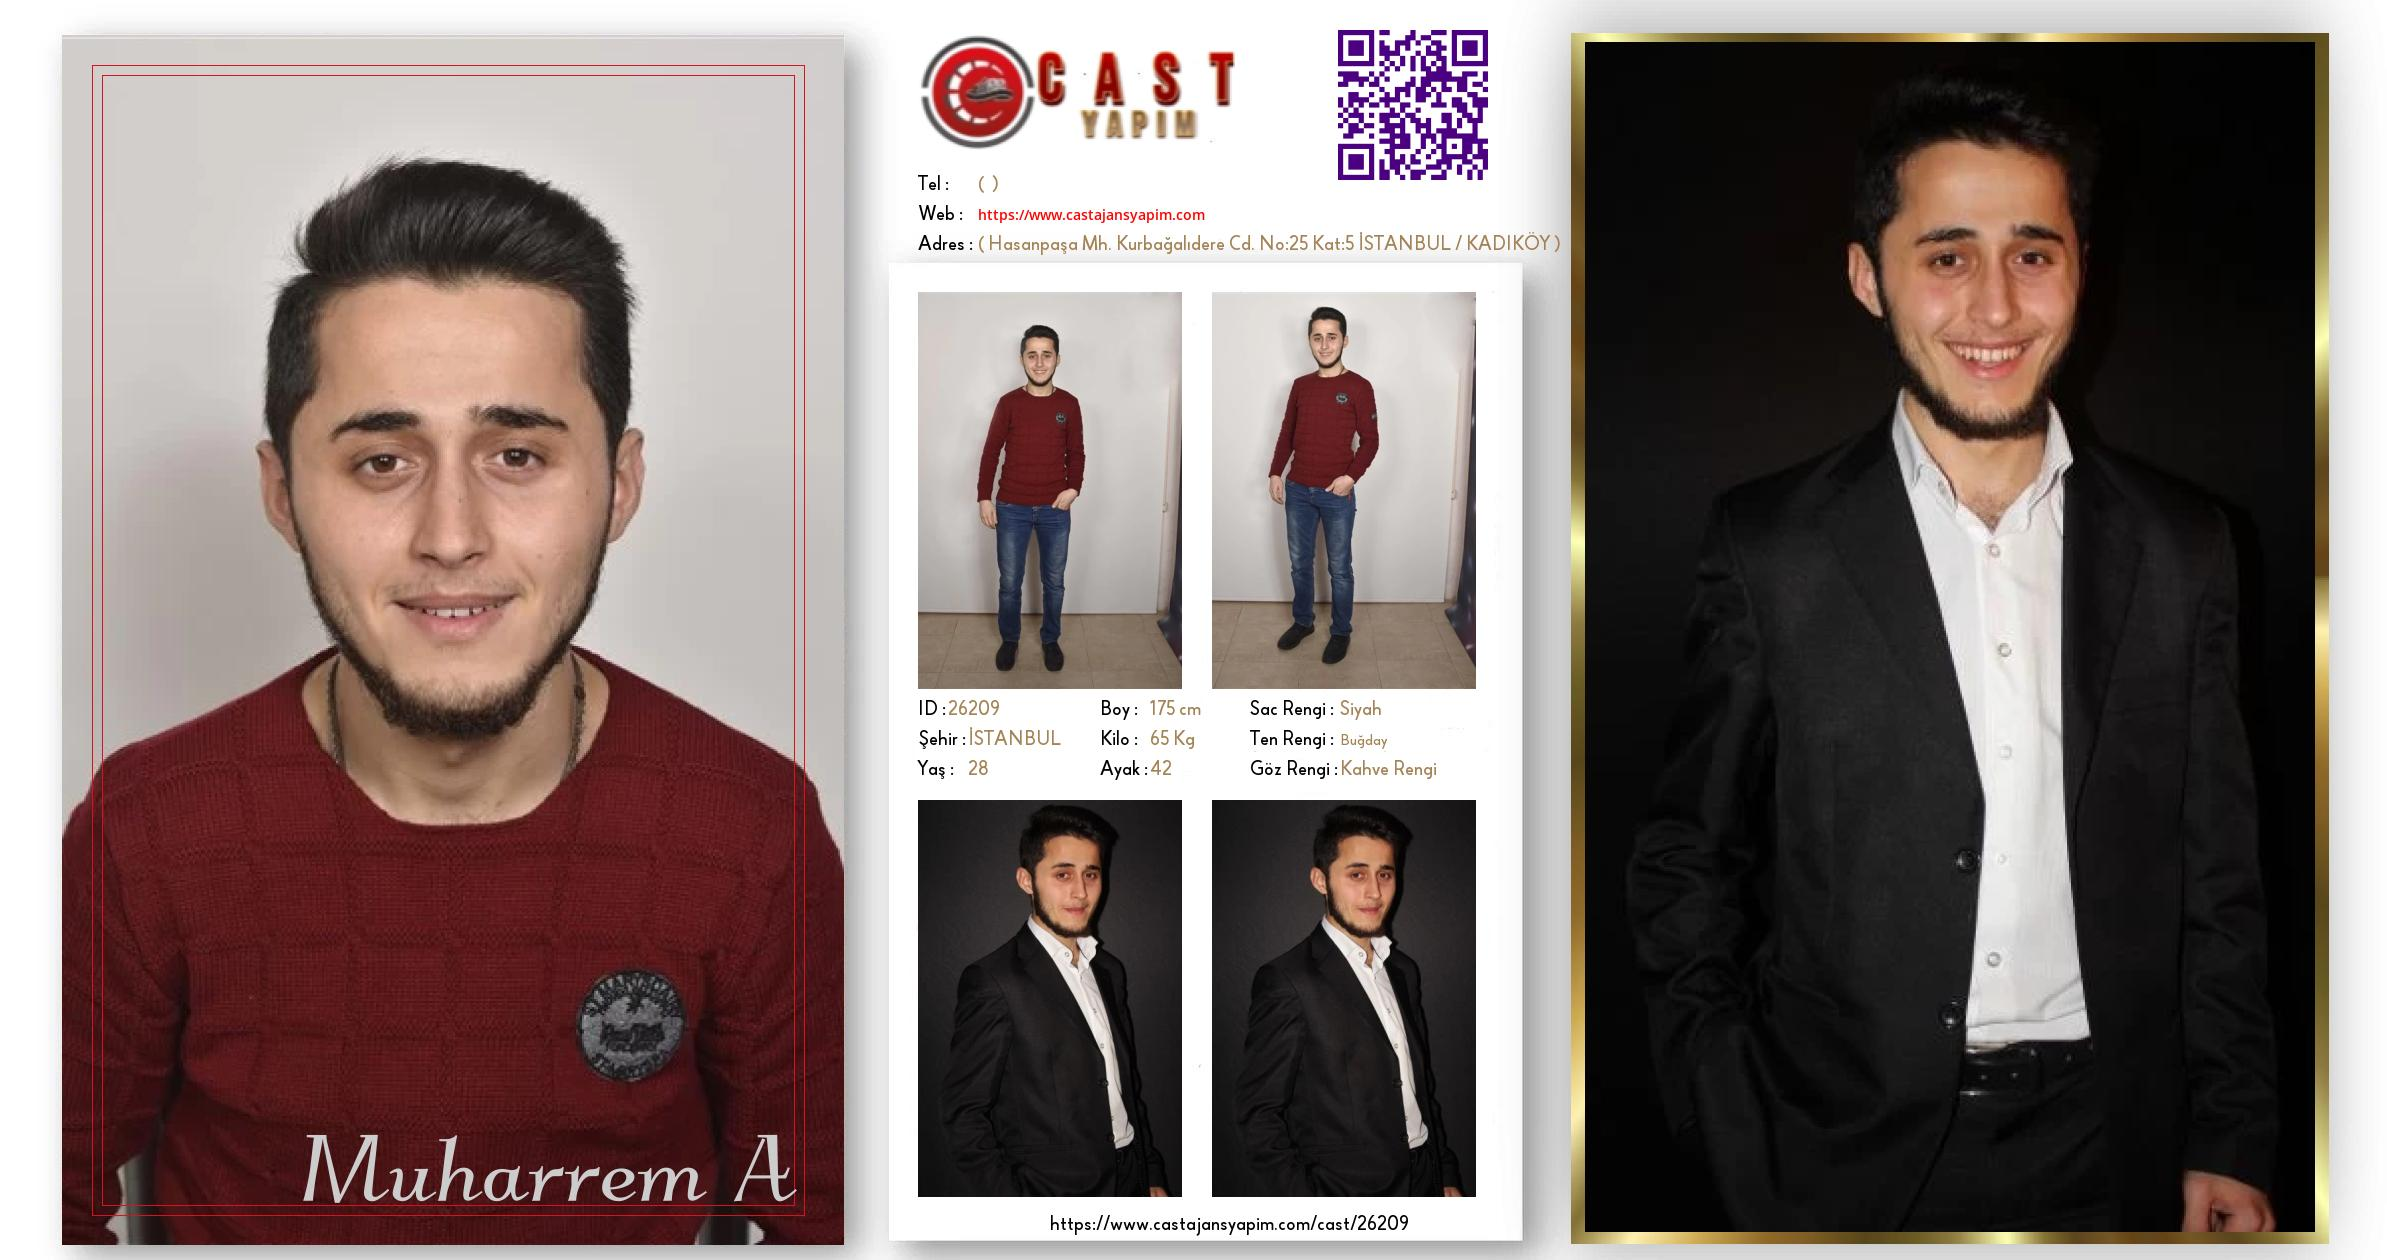 Muharrem A
CAST
YAPIM
Tel : ( )
Web : https://www.castajansyapim.com
Adres : ( Hasanpaşa Mh. Kurbağalıdere Cd. No:25 Kat:5 İSTANBUL / KADIKÖY )
ID : 26209 Boy : 175 cm Sac Rengi : Siyah
Şehir : İSTANBUL Kilo : 65 Kg Ten Rengi : Buğday
Yaş : 28 Ayak : 42 Göz Rengi : Kahve Rengi
https://www.castajansyapim.com/cast/26209